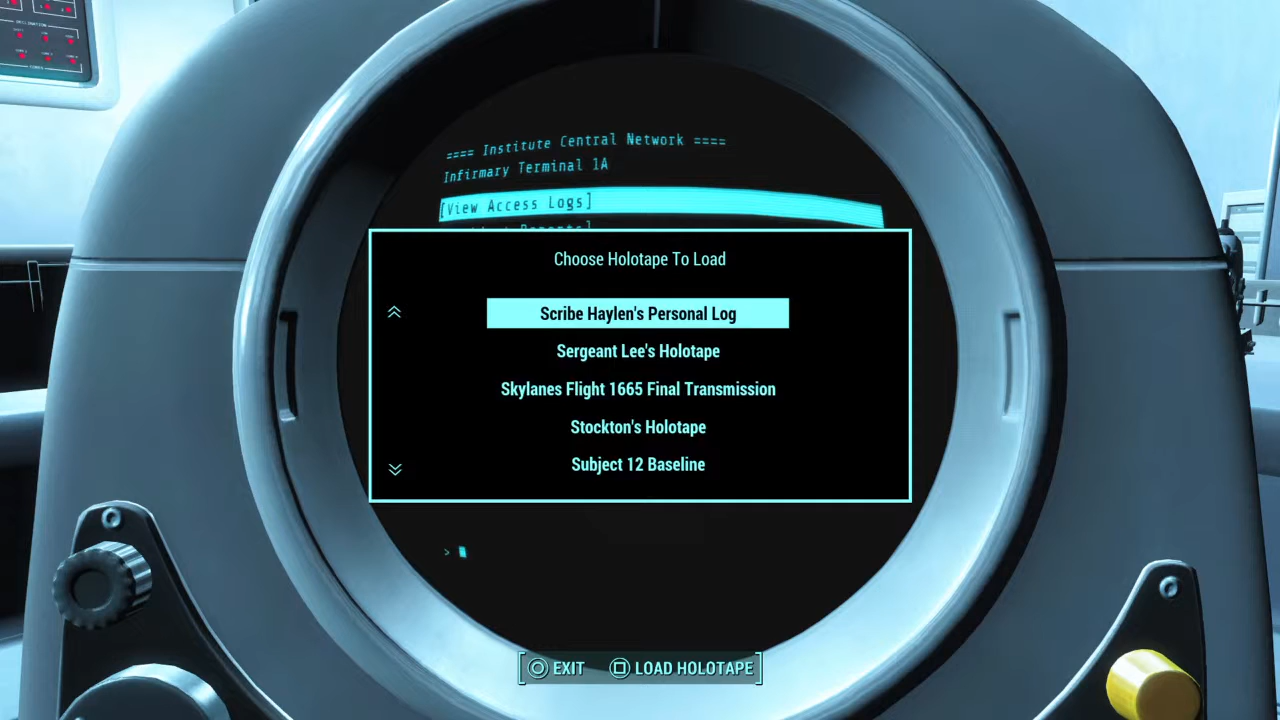 ==== Institute Central Network ====
Infirmary Terminal 1A
[View Access Logs]
Choose Holotape To Load
Scribe Haylen's Personal Log
Sergeant Lee's Holotape
Skylanes Flight 1665 Final Transmission
Stockton's Holotape
Subject 12 Baseline
>
EXIT LOAD HOLOTAPE